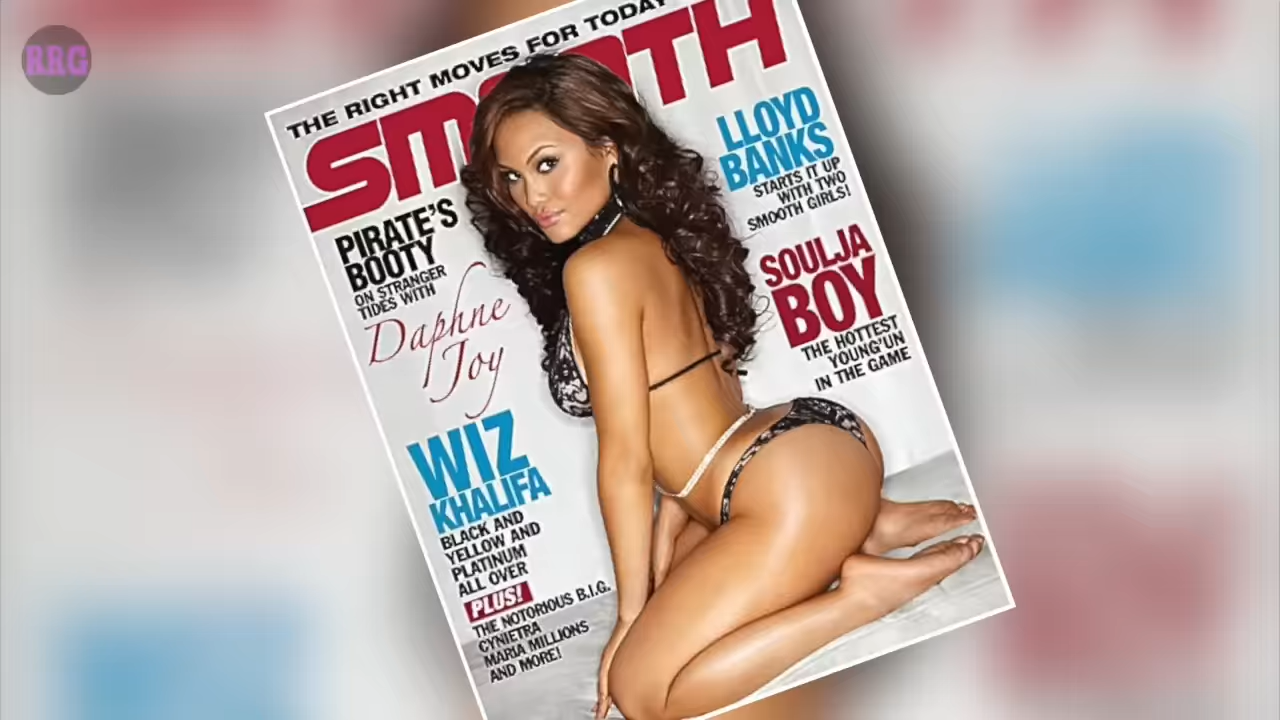 RRG
THE RIGHT MOVES FOR TODAY
SMOOTH
PIRATE'S
BOOTY
ON STRANGER
TIDES WITH
Daphne
Joy
WIZ
KHALIFA
BLACK AND
YELLOW AND
PLATINUM
ALL OVER
PLUS!
THE NOTORIOUS B.I.G.
CYNIETRA
MARIA MILLIONS
AND MORE!
LLOYD
BANKS
STARTS IT UP
WITH TWO
SMOOTH GIRLS!
SOULJA
BOY
THE HOTTEST
YOUNG'UN
IN THE GAME